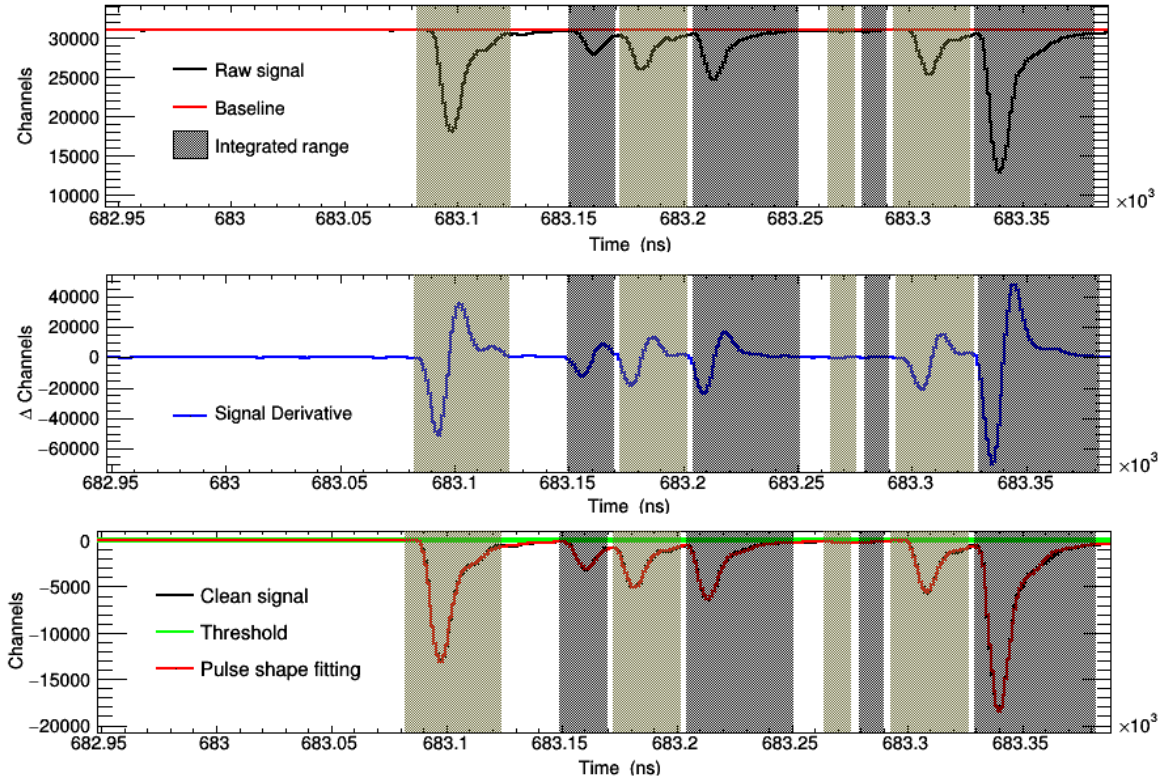 Channels
30000
25000
20000
15000
10000
Raw signal
Baseline
Integrated range
682.95 683 683.05 683.1 683.15 683.2 683.25 683.3 683.35
×10³
Time (ns)
Δ Channels
40000
20000
0
−20000
−40000
−60000
Signal Derivative
682.95 683 683.05 683.1 683.15 683.2 683.25 683.3 683.35
×10³
Time (ns)
Channels
0
−5000
−10000
−15000
−20000
Clean signal
Threshold
Pulse shape fitting
682.95 683 683.05 683.1 683.15 683.2 683.25 683.3 683.35
×10³
Time (ns)